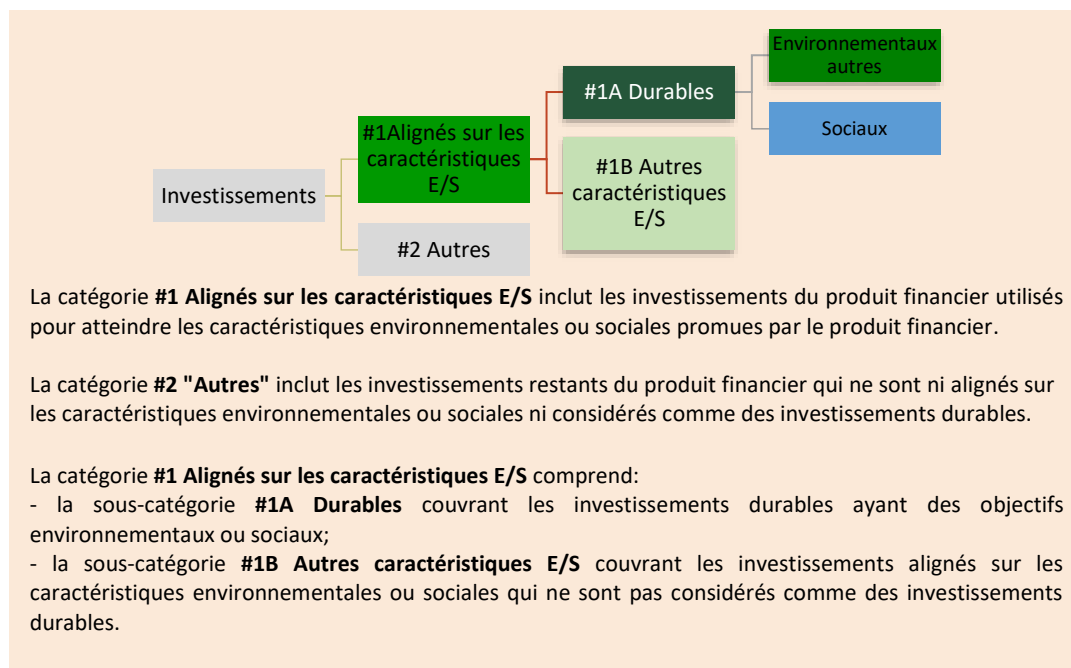 Environnementaux
autres
#1A Durables
Sociaux
#1Alignés sur les
caractéristiques
E/S
#1B Autres
caractéristiques
E/S
Investissements
#2 Autres
La catégorie #1 Alignés sur les caractéristiques E/S inclut les investissements du produit financier utilisés
pour atteindre les caractéristiques environnementales ou sociales promues par le produit financier.
La catégorie #2 "Autres" inclut les investissements restants du produit financier qui ne sont ni alignés sur
les caractéristiques environnementales ou sociales ni considérés comme des investissements durables.
La catégorie #1 Alignés sur les caractéristiques E/S comprend:
- la sous-catégorie #1A Durables couvrant les investissements durables ayant des objectifs
environnementaux ou sociaux;
- la sous-catégorie #1B Autres caractéristiques E/S couvrant les investissements alignés sur les
caractéristiques environnementales ou sociales qui ne sont pas considérés comme des investissements
durables.